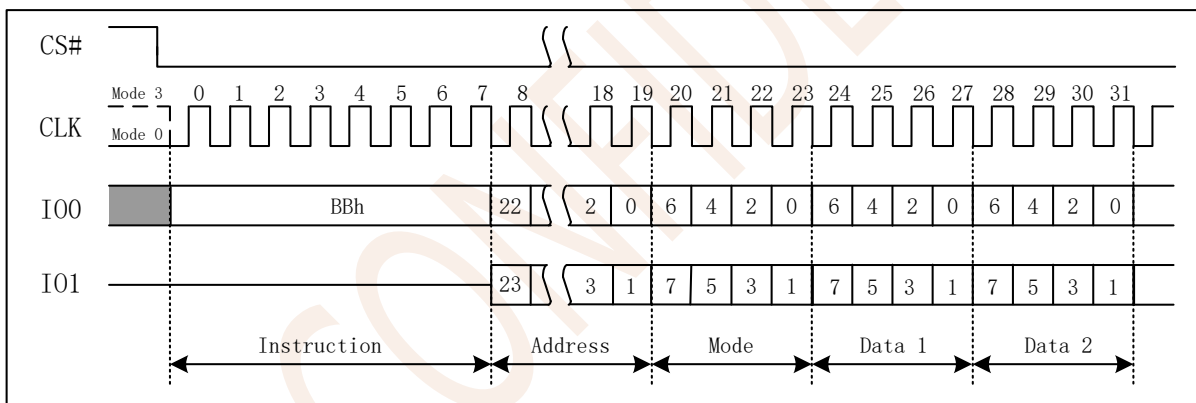 CS#
Mode 3 0 1 2 3 4 5 6 7 8 18 19 20 21 22 23 24 25 26 27 28 29 30 31
CLK
Mode 0
IO0 BBh 22 2 0 6 4 2 0 6 4 2 0 6 4 2 0
IO1 23 3 1 7 5 3 1 7 5 3 1 7 5 3 1
Instruction Address Mode Data 1 Data 2